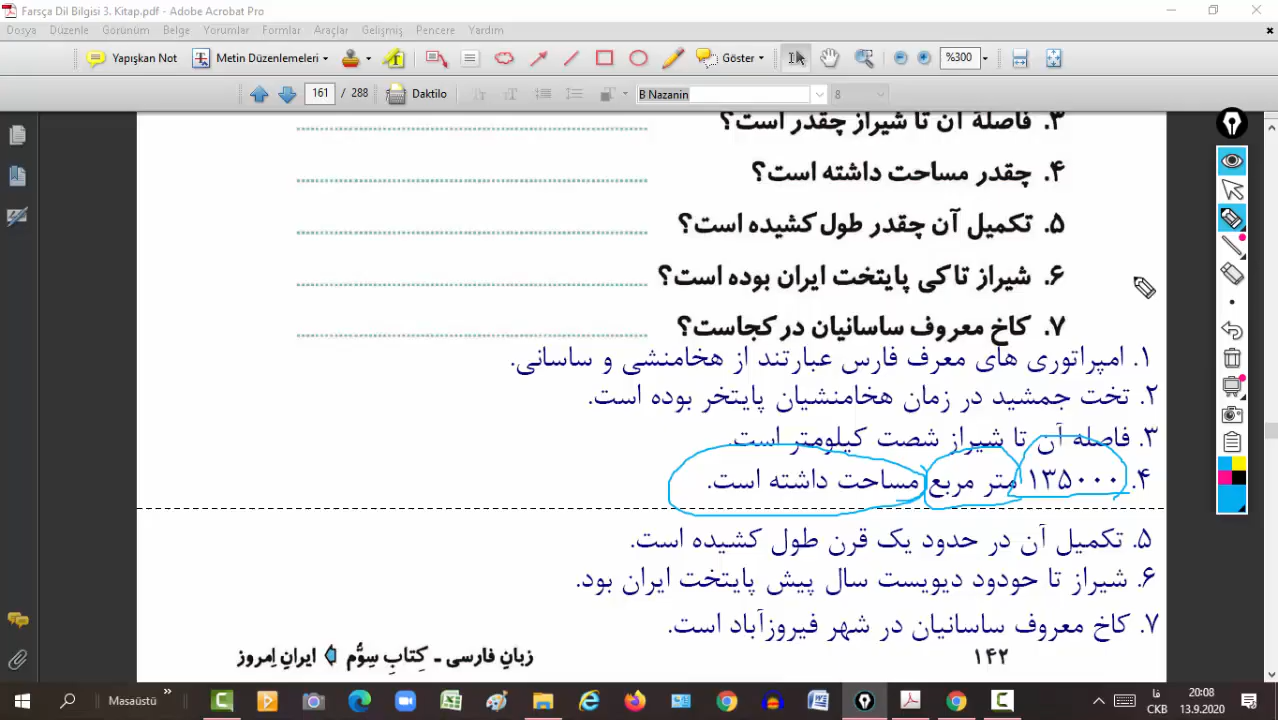 Farsça Dil Bilgisi 3. Kitap.pdf - Adobe Acrobat Pro
Dosya Düzenle Görünüm Belge Yorumlar Formlar Araçlar Gelişmiş Pencere Yardım
Yapışkan Not Metin Düzenlemeleri Göster %300
161 / 288 Daktilo B Nazanin 8
۳. فاصلۀ آن تا شیراز چقدر است؟
۴. چقدر مساحت داشته است؟
۵. تکمیل آن چقدر طول کشیده است؟
۶. شیراز تا کی پایتخت ایران بوده است؟
۷. کاخ معروف ساسانیان در کجاست؟
۱. امپراتوری های معرف فارس عبارتند از هخامنشی و ساسانی.
۲. تخت جمشید در زمان هخامنشیان پایتخر بوده است.
۳. فاصله آن تا شیراز شصت کیلومتر است.
۴. ۱۳۵۰۰۰ متر مربع مساحت داشته است.
۵. تکمیل آن در حدود یک قرن طول کشیده است.
۶. شیراز تا حودود دیویست سال پیش پایتخت ایران بود.
۷. کاخ معروف ساسانیان در شهر فیروزآباد است.
۱۴۲ زبانِ فارسی ـ کِتابِ سِوُّم ایرانِ اِمروز
Masaüstü » فا 20:08
CKB 13.9.2020